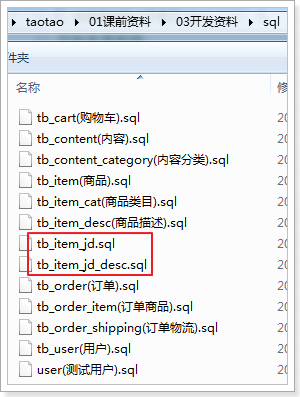 taotao ▸ 01课前资料 ▸ 03开发资料 ▸ sql
件夹
名称 修
tb_cart(购物车).sql 20
tb_content(内容).sql 20
tb_content_category(内容分类).sql 20
tb_item(商品).sql 20
tb_item_cat(商品类目).sql 20
tb_item_desc(商品描述).sql 20
tb_item_jd.sql 20
tb_item_jd_desc.sql 20
tb_order(订单).sql 20
tb_order_item(订单商品).sql 20
tb_order_shipping(订单物流).sql 20
tb_user(用户).sql 20
user(测试用户).sql 20